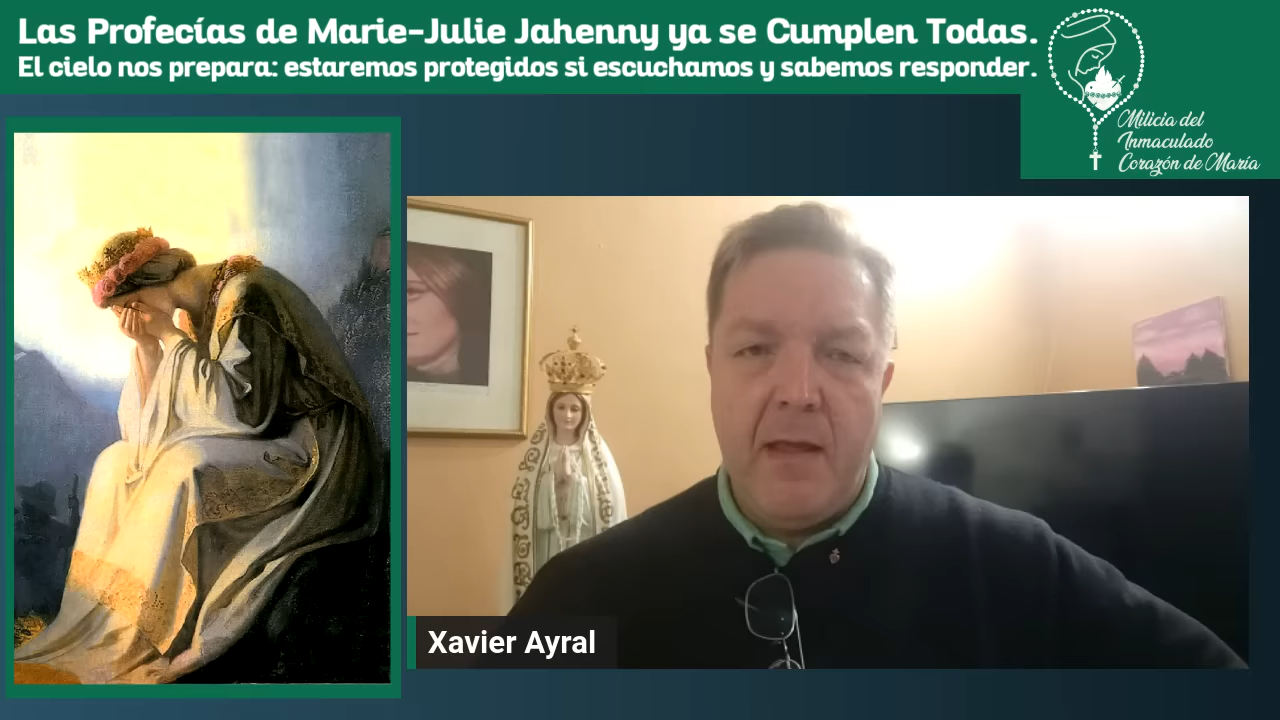 Las Profecías de Marie-Julie Jahenny ya se Cumplen Todas.
El cielo nos prepara: estaremos protegidos si escuchamos y sabemos responder.
Milicia del
Inmaculado
Corazón de María
Xavier Ayral